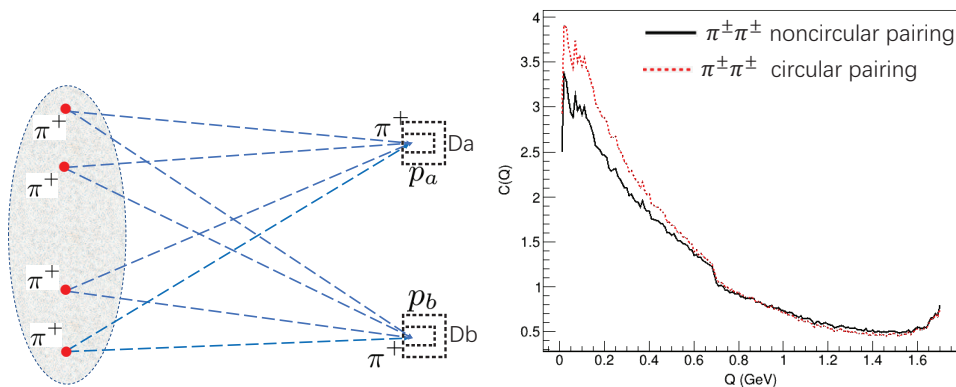 π⁺
π⁺
π⁺
π⁺
π⁺
Da
pₐ
p_b
Db
π⁺
4
3.5
3
2.5
2
1.5
1
0.5
C(Q)
π±π± noncircular pairing
π±π± circular pairing
0 0.2 0.4 0.6 0.8 1 1.2 1.4 1.6
Q (GeV)